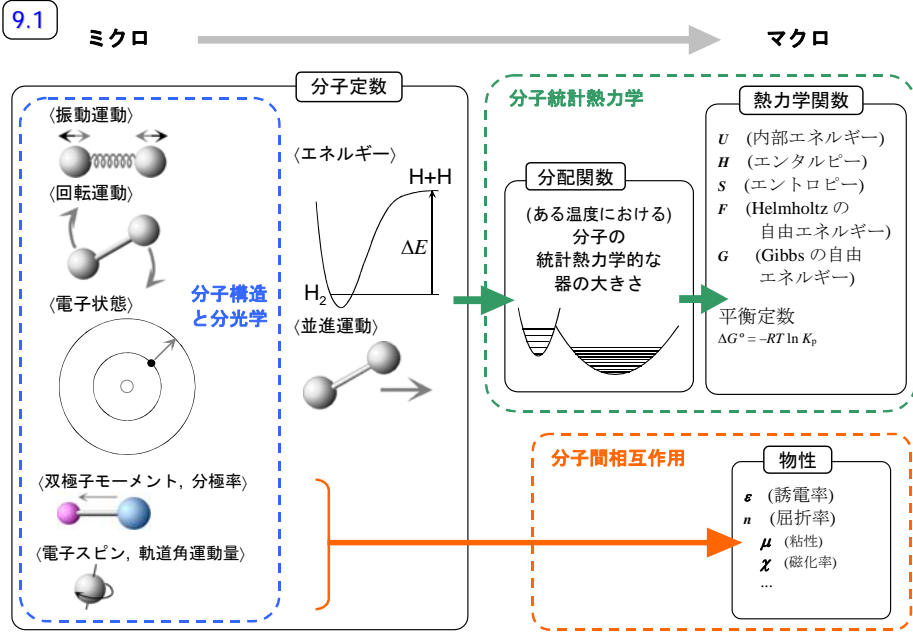 9.1
ミクロ
マクロ
分子定数
〈振動運動〉
〈回転運動〉
〈電子状態〉
分子構造
と分光学
〈双極子モーメント, 分極率〉
〈電子スピン, 軌道角運動量〉
〈エネルギー〉
H+H
ΔE
H₂
〈並進運動〉
分子統計熱力学
分配関数
(ある温度における)
分子の
統計熱力学的な
器の大きさ
熱力学関数
U (内部エネルギー)
H (エンタルピー)
S (エントロピー)
F (Helmholtz の
自由エネルギー)
G (Gibbs の自由
エネルギー)
平衡定数
ΔG° = –RT ln Kₚ
分子間相互作用
物性
ε (誘電率)
n (屈折率)
μ (粘性)
χ (磁化率)
...